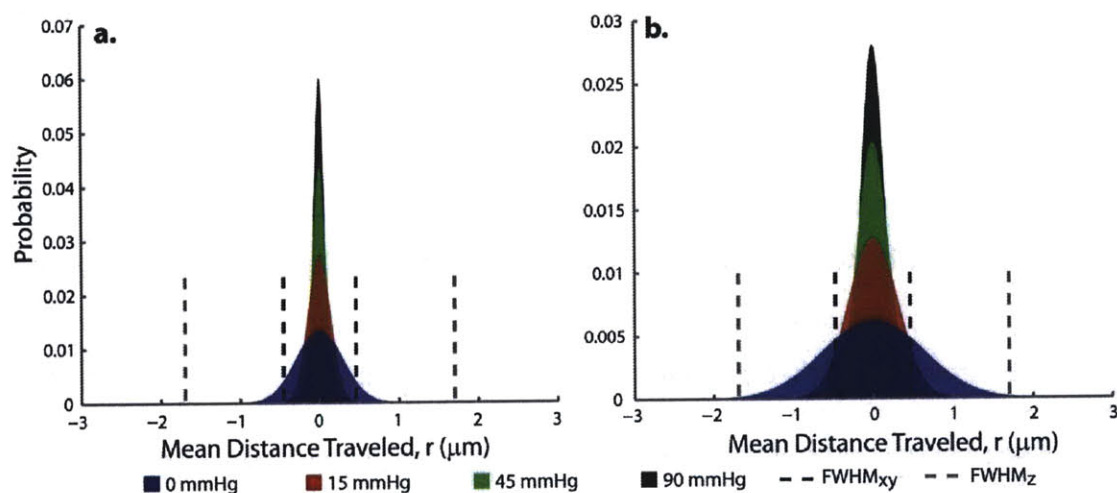 a.
0.07
0.06
0.05
0.04
0.03
0.02
0.01
0
Probability
−3 −2 −1 0 1 2 3
Mean Distance Traveled, r (μm)
b.
0.03
0.025
0.02
0.015
0.01
0.005
0
−3 −2 −1 0 1 2 3
Mean Distance Traveled, r (μm)
0 mmHg 15 mmHg 45 mmHg 90 mmHg FWHMxy FWHMz